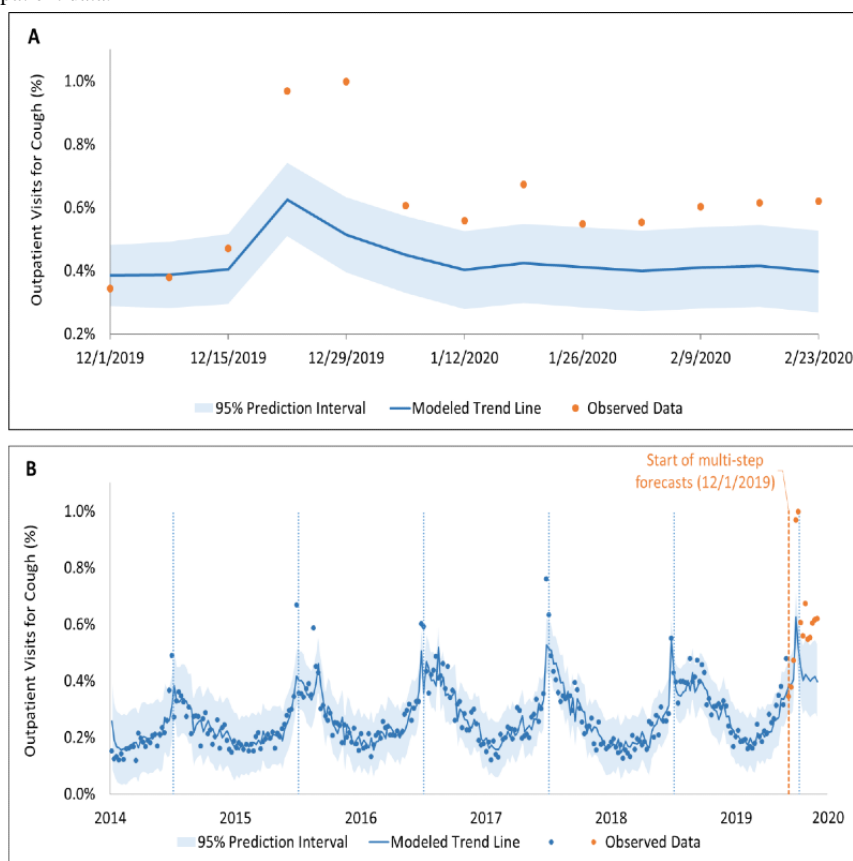 A
Outpatient Visits for Cough (%)
1.0%
0.8%
0.6%
0.4%
0.2%
12/1/2019 12/15/2019 12/29/2019 1/12/2020 1/26/2020 2/9/2020 2/23/2020
95% Prediction Interval Modeled Trend Line Observed Data
B
Start of multi-step
forecasts (12/1/2019)
Outpatient Visits for Cough (%)
1.0%
0.8%
0.6%
0.4%
0.2%
0.0%
2014 2015 2016 2017 2018 2019 2020
95% Prediction Interval Modeled Trend Line Observed Data